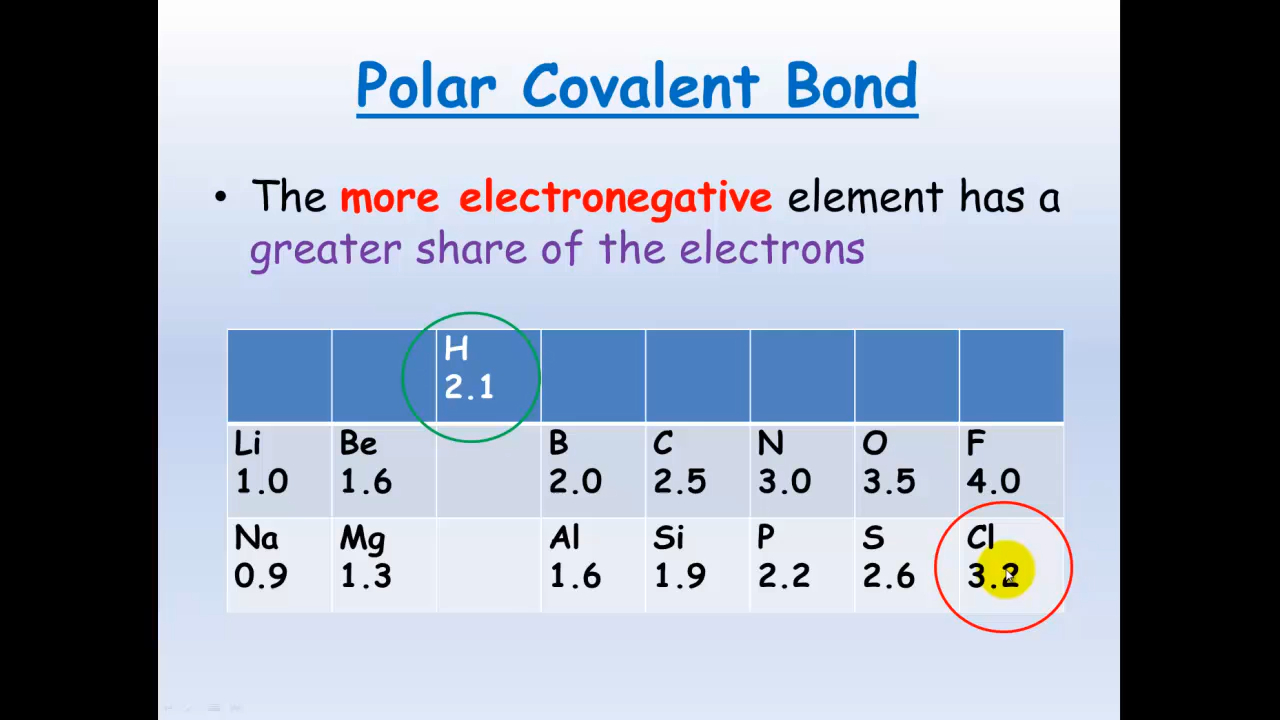 Polar Covalent Bond
• The more electronegative element has a
greater share of the electrons
H
2.1
Li Be B C N O F
1.0 1.6 2.0 2.5 3.0 3.5 4.0
Na Mg Al Si P S Cl
0.9 1.3 1.6 1.9 2.2 2.6 3.2